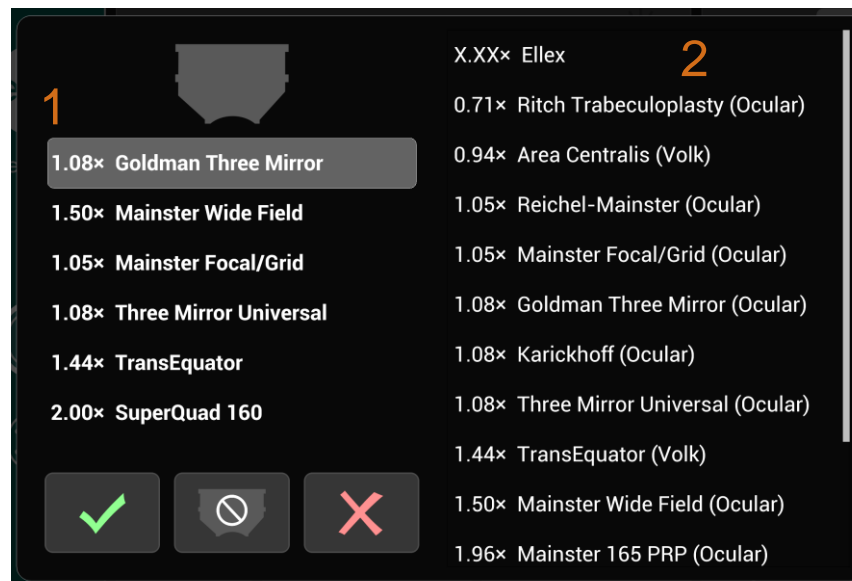 1
1.08× Goldman Three Mirror
1.50× Mainster Wide Field
1.05× Mainster Focal/Grid
1.08× Three Mirror Universal
1.44× TransEquator
2.00× SuperQuad 160
2
X.XX× Ellex
0.71× Ritch Trabeculoplasty (Ocular)
0.94× Area Centralis (Volk)
1.05× Reichel-Mainster (Ocular)
1.05× Mainster Focal/Grid (Ocular)
1.08× Goldman Three Mirror (Ocular)
1.08× Karickhoff (Ocular)
1.08× Three Mirror Universal (Ocular)
1.44× TransEquator (Volk)
1.50× Mainster Wide Field (Ocular)
1.96× Mainster 165 PRP (Ocular)